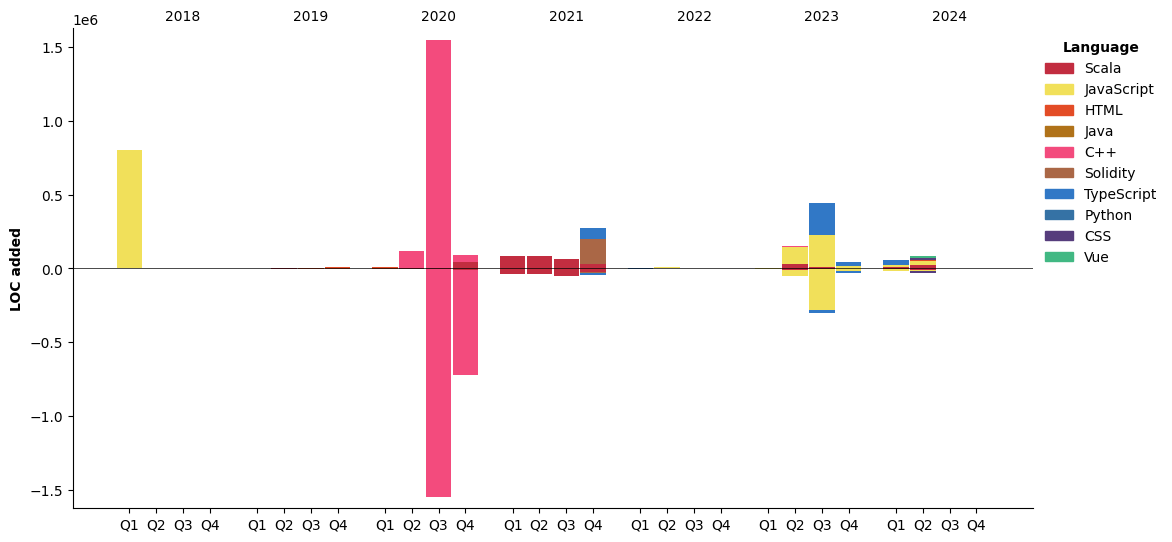 2018 2019 2020 2021 2022 2023 2024
1e6
1.5
1.0
0.5
0.0
−0.5
−1.0
−1.5
LOC added
Q1 Q2 Q3 Q4 Q1 Q2 Q3 Q4 Q1 Q2 Q3 Q4 Q1 Q2 Q3 Q4 Q1 Q2 Q3 Q4 Q1 Q2 Q3 Q4 Q1 Q2 Q3 Q4
Language
Scala
JavaScript
HTML
Java
C++
Solidity
TypeScript
Python
CSS
Vue